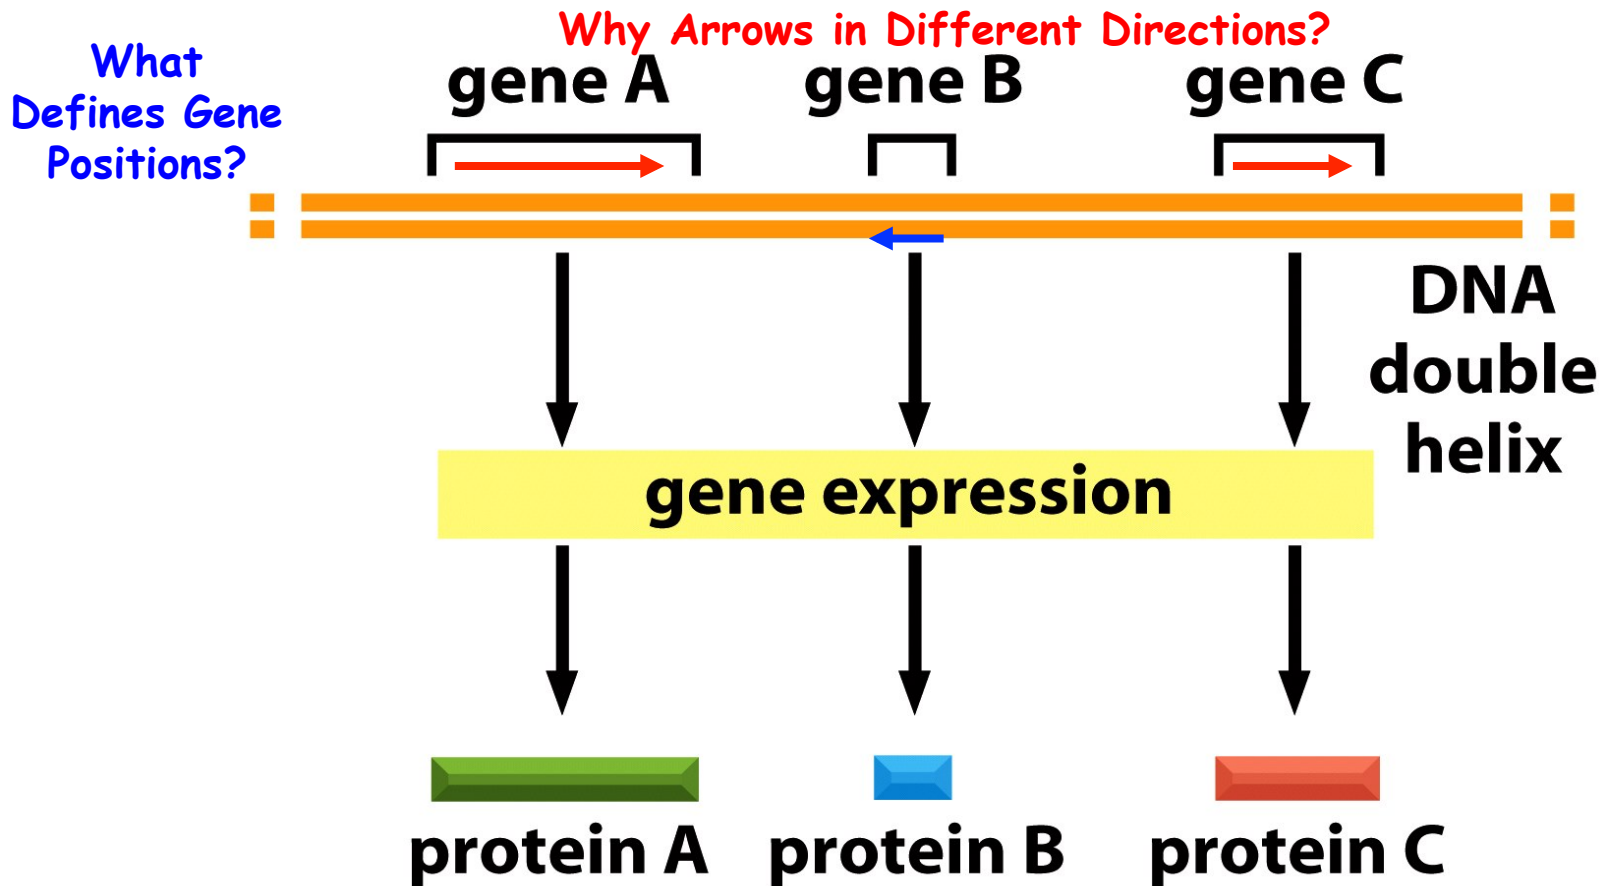 Why Arrows in Different Directions?
What
Defines Gene
Positions?
gene A
gene B
gene C
DNA
double
helix
gene expression
protein A
protein B
protein C